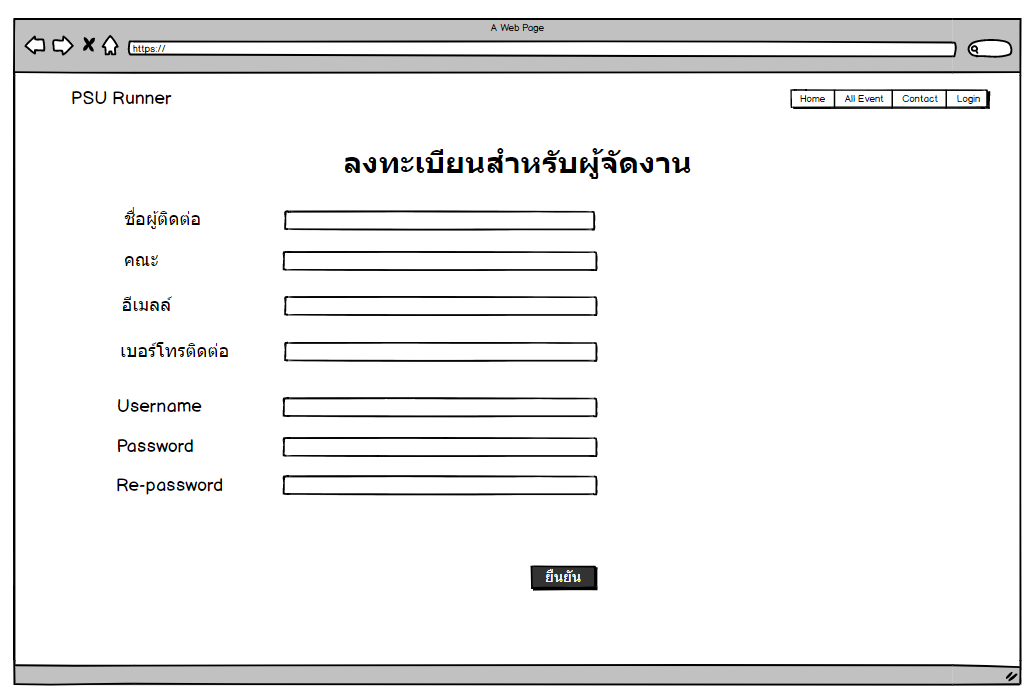 A Web Page
https://
PSU Runner
Home
All Event
Contact
Login
ลงทะเบียนสำหรับผู้จัดงาน
ชื่อผู้ติดต่อ
คณะ
อีเมลล์
เบอร์โทรติดต่อ
Username
Password
Re-password
ยืนยัน